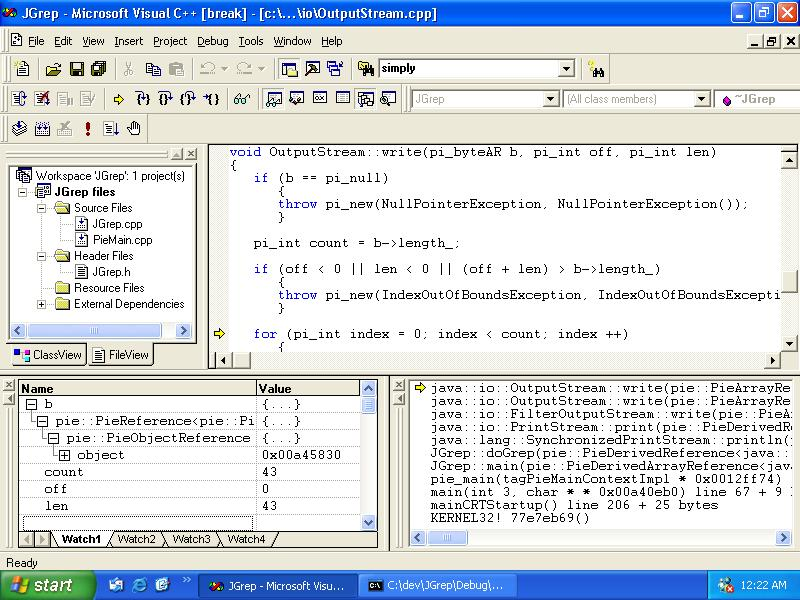 JGrep - Microsoft Visual C++ [break] - [c:\...\io\OutputStream.cpp]
File Edit View Insert Project Debug Tools Window Help
simply
JGrep (All class members) ~JGrep
void OutputStream::write(pi_byteAR b, pi_int off, pi_int len)
{
if (b == pi_null)
{
throw pi_new(NullPointerException, NullPointerException());
}
pi_int count = b->length_;
if (off < 0 || len < 0 || (off + len) > b->length_)
{
throw pi_new(IndexOutOfBoundsException, IndexOutOfBoundsExcepti
}
for (pi_int index = 0; index < count; index ++)
{
Workspace 'JGrep': 1 project(s)
JGrep files
Source Files
JGrep.cpp
PieMain.cpp
Header Files
JGrep.h
Resource Files
External Dependencies
ClassView FileView
Name Value
b {...}
pie::PieReference<pie::Pi {...}
pie::PieObjectReference {...}
object 0x00a45830
count 43
off 0
len 43
Watch1 Watch2 Watch3 Watch4
java::io::OutputStream::write(pie::PieArrayRe
java::io::OutputStream::write(pie::PieArrayRe
java::io::FilterOutputStream::write(pie::PieA
java::io::PrintStream::print(pie::PieDerivedR
java::lang::SynchronizedPrintStream::println(p
JGrep::doGrep(pie::PieDerivedReference<java::
JGrep::main(pie::PieDerivedArrayReference<jav
pie_main(tagPieMainContextImpl * 0x0012ff74)
main(int 3, char * * 0x00a40eb0) line 67 + 9
mainCRTStartup() line 206 + 25 bytes
KERNEL32! 77e7eb69()
Ready
start JGrep - Microsoft Visu... C:\dev\JGrep\Debug\... 12:22 AM